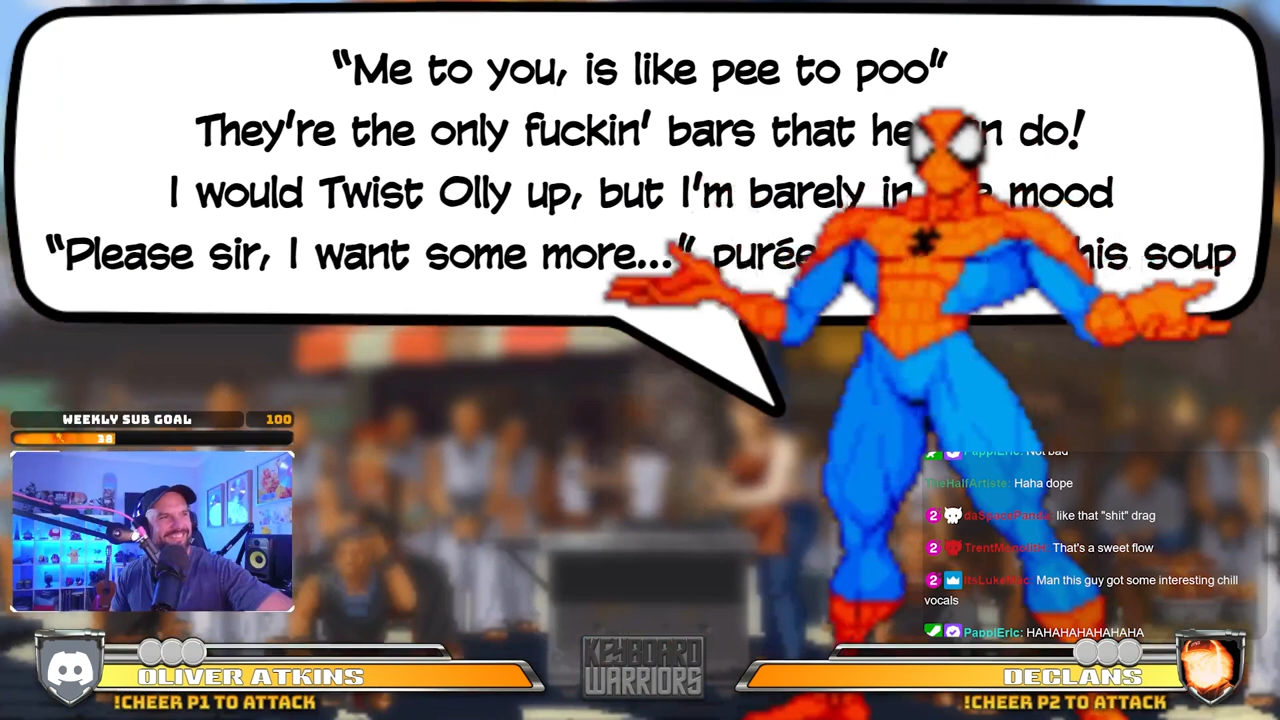 "Me to you, is like pee to poo"
They're the only fuckin' bars that he do!
I would Twist Olly up, but I'm barely in mood
"Please sir, I want some more..." purée his soup
WEEKLY SUB GOAL 100
38
PappiEric: Not bad
TheHalfArtiste: Haha dope
like that "shit" drag
That's a sweet flow
Man this guy got some interesting chill
vocals
PappiEric: HAHAHAHAHAHAHA
KEYBOARD
WARRIORS
OLIVER ATKINS
DECLANS
!CHEER P1 TO ATTACK
!CHEER P2 TO ATTACK